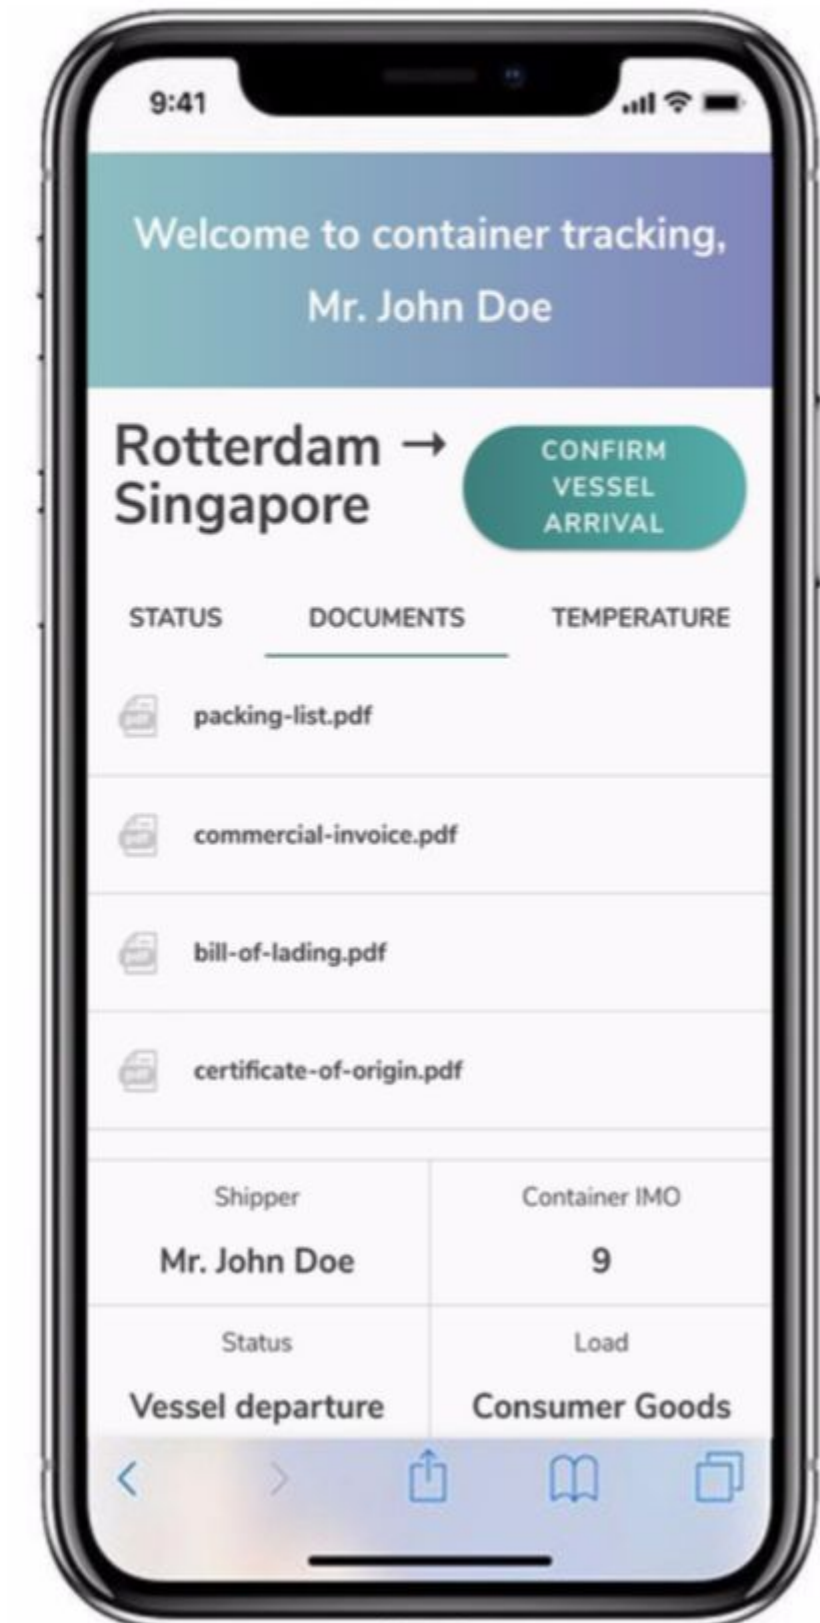 9:41
Welcome to container tracking,
Mr. John Doe
Rotterdam →
Singapore
CONFIRM
VESSEL
ARRIVAL
STATUS DOCUMENTS TEMPERATURE
packing-list.pdf
commercial-invoice.pdf
bill-of-lading.pdf
certificate-of-origin.pdf
Shipper Container IMO
Mr. John Doe 9
Status Load
Vessel departure Consumer Goods